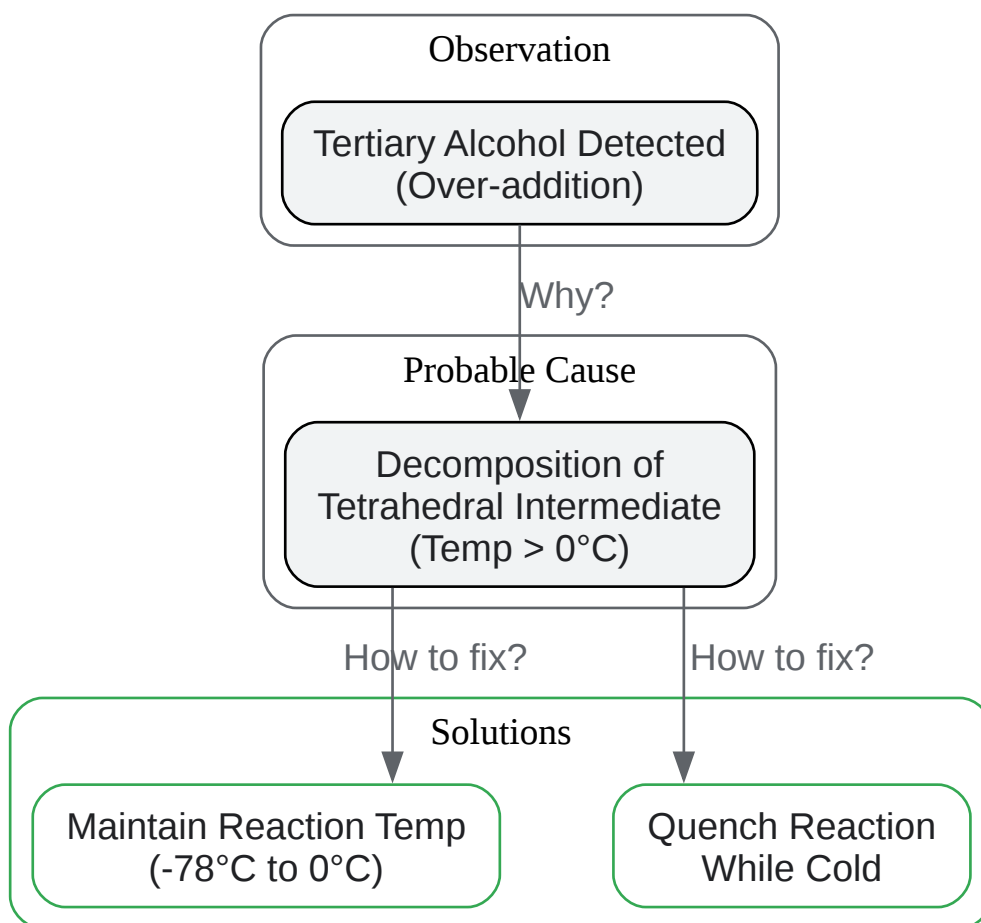 Observation
Tertiary Alcohol Detected
(Over-addition)
Why?
Probable Cause
Decomposition of
Tetrahedral Intermediate
(Temp > 0°C)
How to fix?
How to fix?
Solutions
Maintain Reaction Temp
(-78°C to 0°C)
Quench Reaction
While Cold